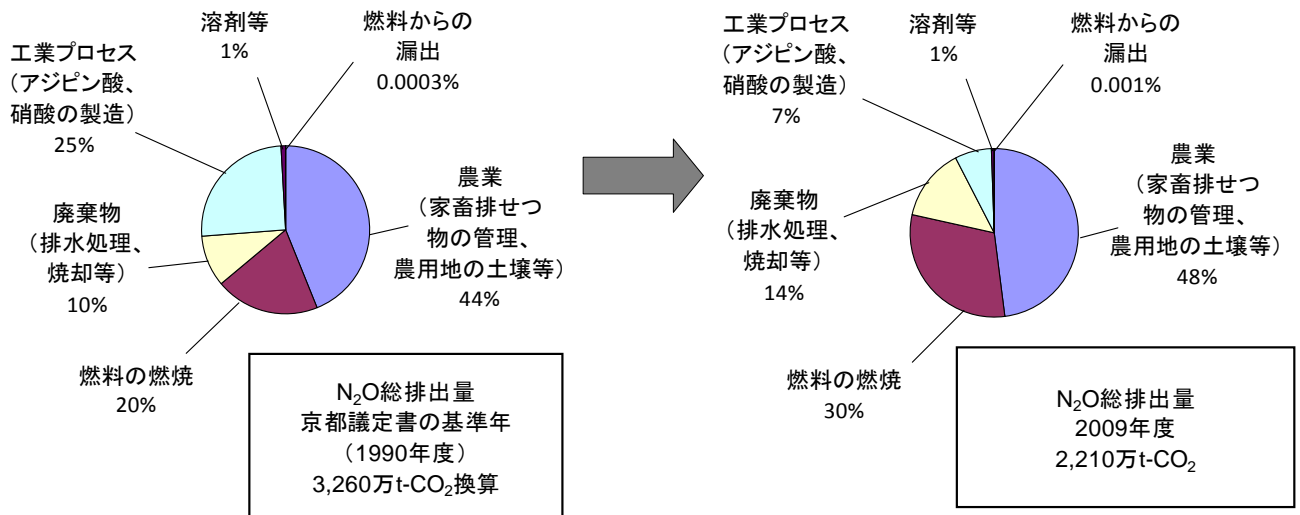 溶剤等
1%
燃料からの
漏出
0.0003%
工業プロセス
(アジピン酸、
硝酸の製造)
25%
農業
(家畜排せつ
物の管理、
農用地の土壌等)
44%
廃棄物
(排水処理、
焼却等)
10%
燃料の燃焼
20%
N₂O総排出量
京都議定書の基準年
(1990年度)
3,260万t-CO₂換算
溶剤等
1%
燃料からの
漏出
0.001%
工業プロセス
(アジピン酸、
硝酸の製造)
7%
農業
(家畜排せつ
物の管理、
農用地の土壌等)
48%
廃棄物
(排水処理、
焼却等)
14%
燃料の燃焼
30%
N₂O総排出量
2009年度
2,210万t-CO₂